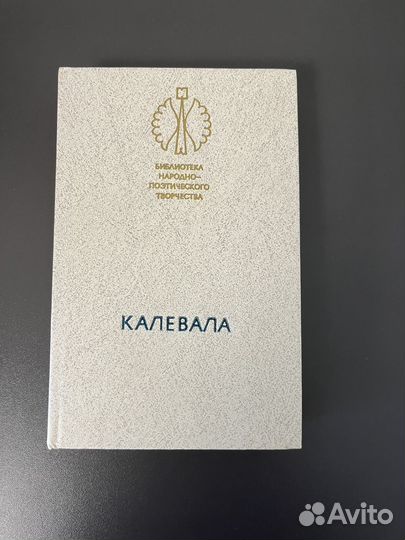 БИБЛИОТЕКА
НАРОДНО-
ПОЭТИЧЕСКОГО
ТВОРЧЕСТВА
КАЛЕВАЛА
Avito